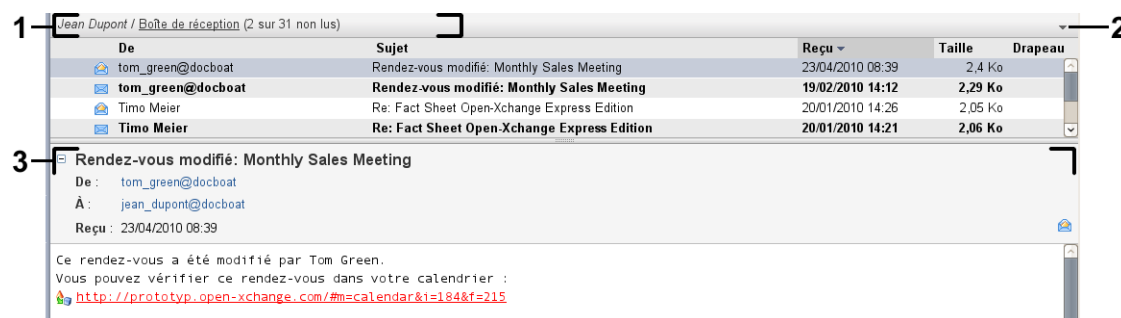 1 Jean Dupont / Boîte de réception (2 sur 31 non lus) 2
De Sujet Reçu Taille Drapeau
tom_green@docboat Rendez-vous modifié: Monthly Sales Meeting 23/04/2010 08:39 2,4 Ko
tom_green@docboat Rendez-vous modifié: Monthly Sales Meeting 19/02/2010 14:12 2,29 Ko
Timo Meier Re: Fact Sheet Open-Xchange Express Edition 20/01/2010 14:26 2,05 Ko
Timo Meier Re: Fact Sheet Open-Xchange Express Edition 20/01/2010 14:21 2,06 Ko
3 Rendez-vous modifié: Monthly Sales Meeting
De : tom_green@docboat
À : jean_dupont@docboat
Reçu : 23/04/2010 08:39
Ce rendez-vous a été modifié par Tom Green.
Vous pouvez vérifier ce rendez-vous dans votre calendrier :
http://prototyp.open-xchange.com/#m=calendar&i=184&f=215